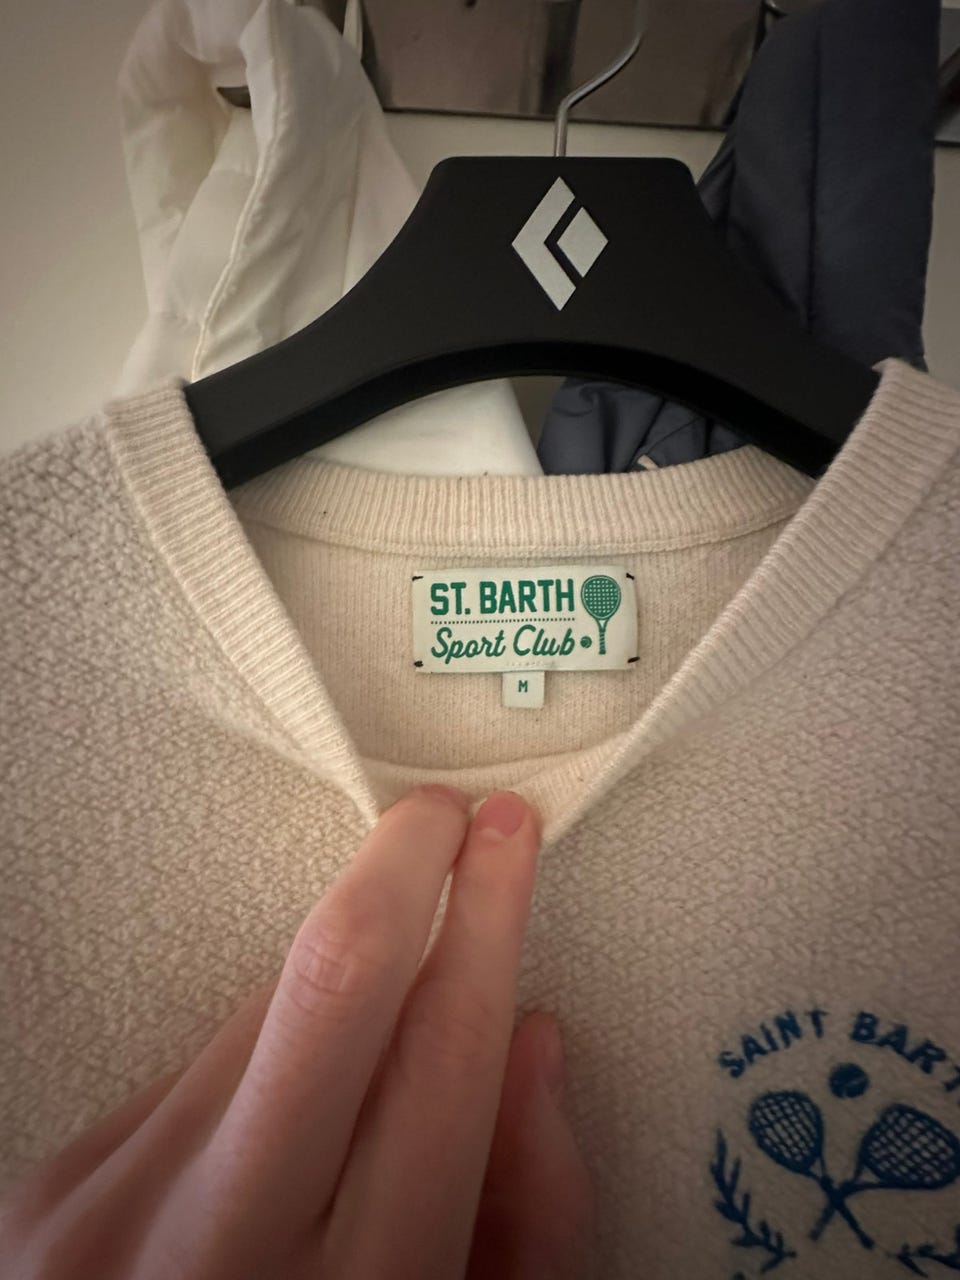 ST. BARTH
Sport Club
M
SAINT BART